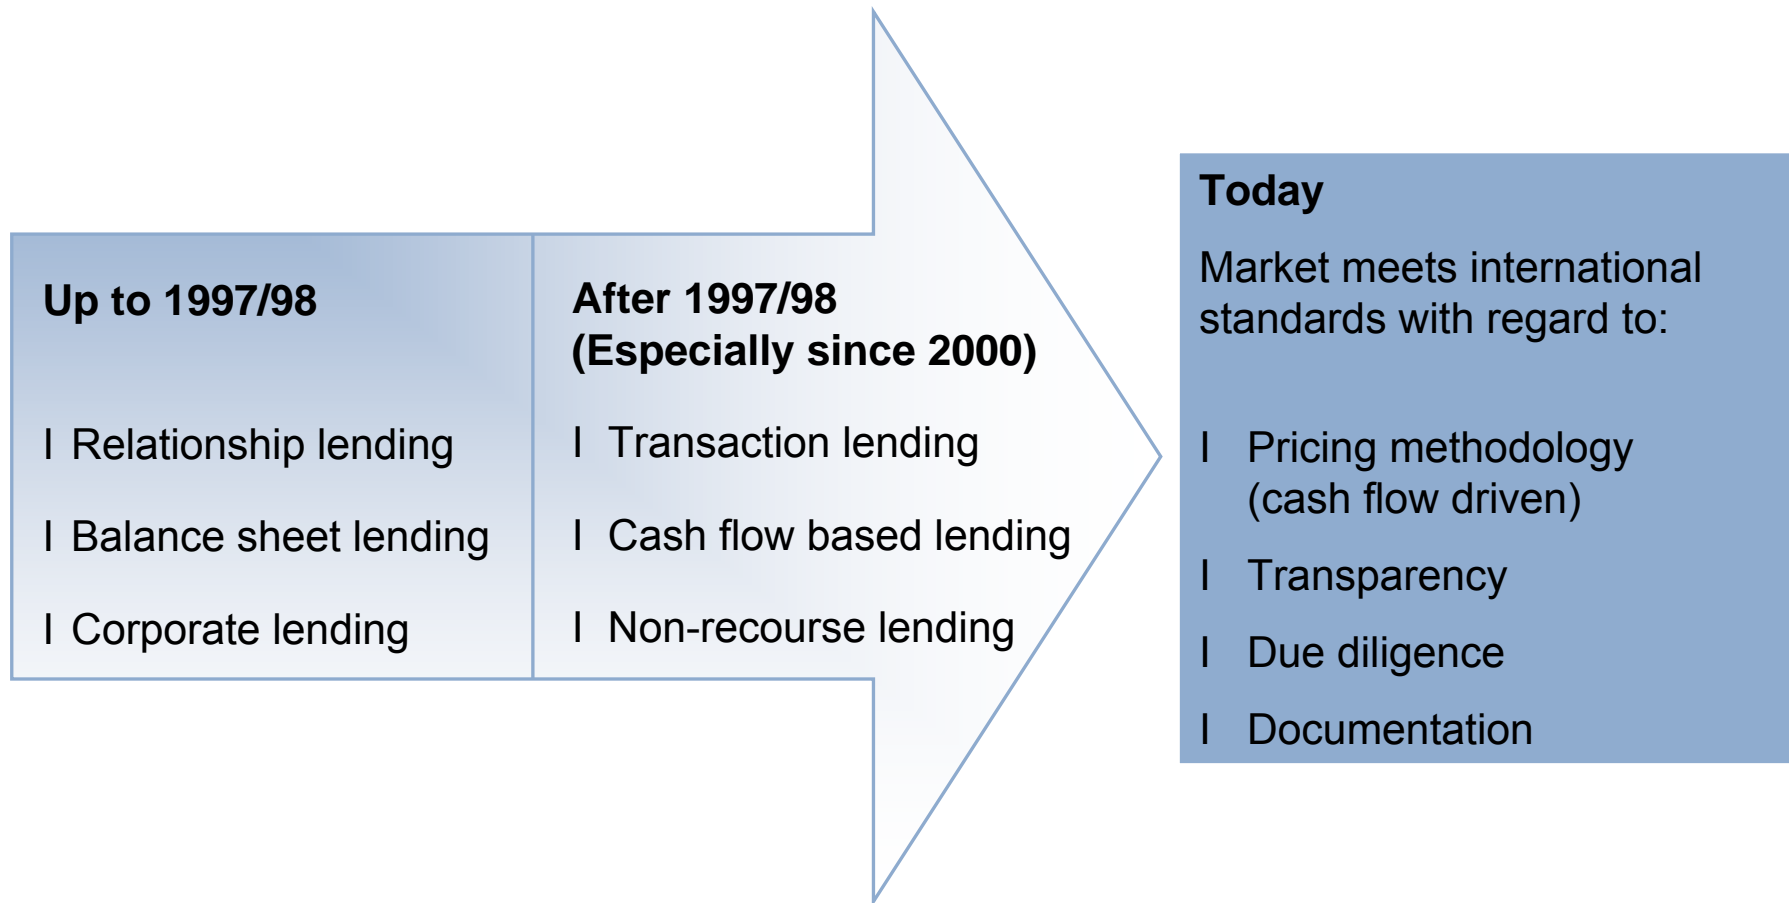 Up to 1997/98
I Relationship lending
I Balance sheet lending
I Corporate lending
After 1997/98
(Especially since 2000)
I Transaction lending
I Cash flow based lending
I Non-recourse lending
Today
Market meets international
standards with regard to:
I Pricing methodology
(cash flow driven)
I Transparency
I Due diligence
I Documentation